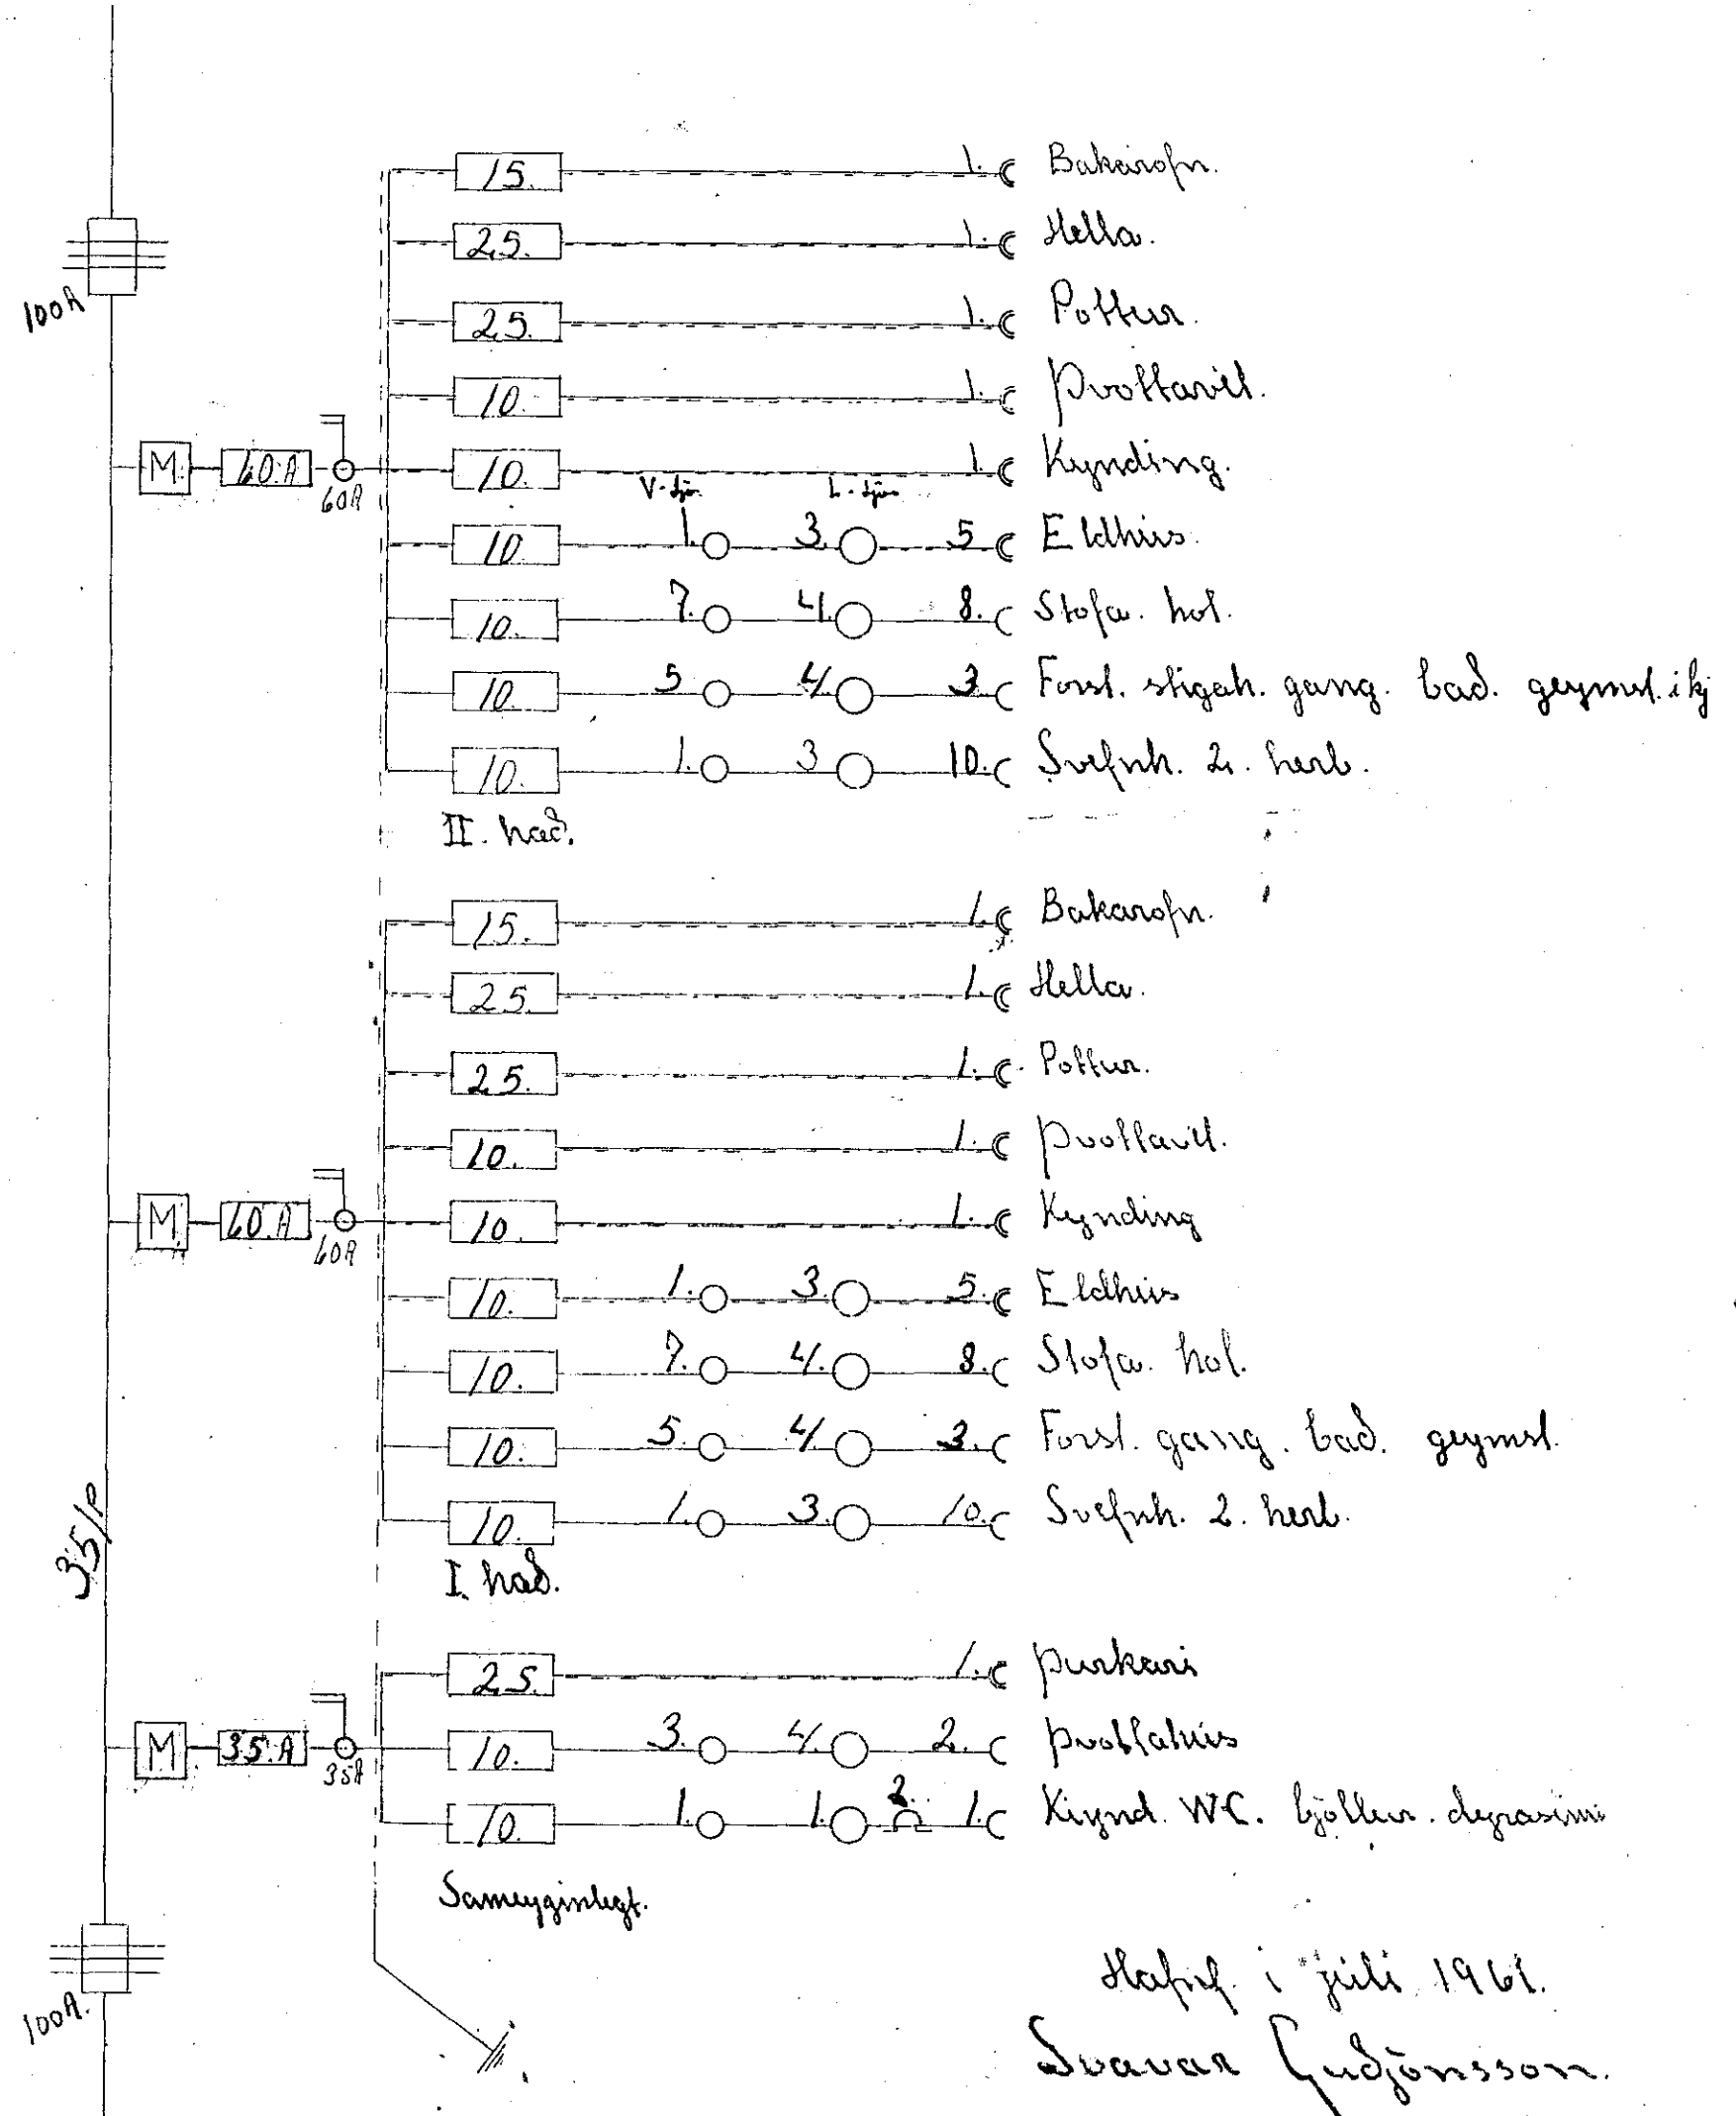 15. 1. Bakarofn.
25. 1. Hella.
100A
25. 1. Pottur.
10. 1. Þvottavél.
M. 60.A 60A 10. 1. Kynding.
V-ljós. L-ljós
10. 1. 3. 5. Eldhús.
10. 7. 4. 8. Stofa. hol.
10. 5 4 3 Forst. stigah. gang. bað. geymsl. í kj
10. 1. 3 10. Svefnh. 2. herb.
II. hæð.
15. 1. Bakarofn.
25. 1. Hella.
25. 1. Pottur.
10. 1. Þvottavél.
M. 60.A 60A 10. 1. Kynding
10. 1. 3. 5. Eldhús
10. 7. 4. 8. Stofa. hol.
10. 5. 4. 3. Forst. gang. bað. geymsl.
10. 1. 3. 10. Svefnh. 2. herb.
I. hæð.
35/P
25. 1. Þurkari
M 35.A 35A 10. 3. 4. 2. Þvottahús
10. 1. 1. 2. 1. Kynd. WC. bjöllur. dyrasími
Sameyginlegt.
100A.
Hafnf. í júlí 1961.
Svavar Guðjónsson.